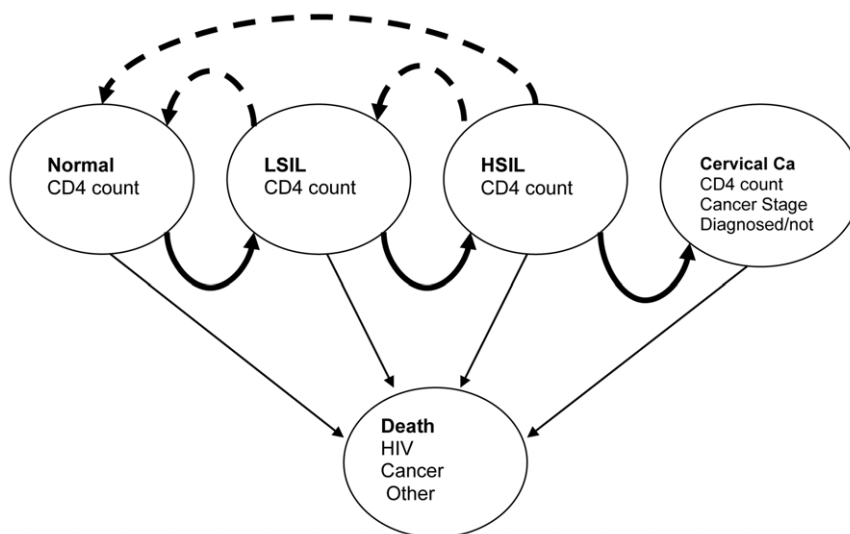 Normal
CD4 count
LSIL
CD4 count
HSIL
CD4 count
Cervical Ca
CD4 count
Cancer Stage
Diagnosed/not
Death
HIV
Cancer
Other